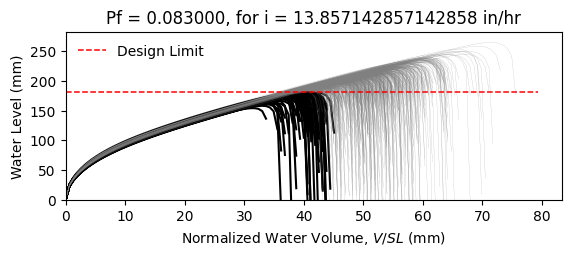 Pf = 0.083000, for i = 13.857142857142858 in/hr
Water Level (mm)
250
200
150
100
50
0
Design Limit
0 10 20 30 40 50 60 70 80
Normalized Water Volume, V/SL (mm)